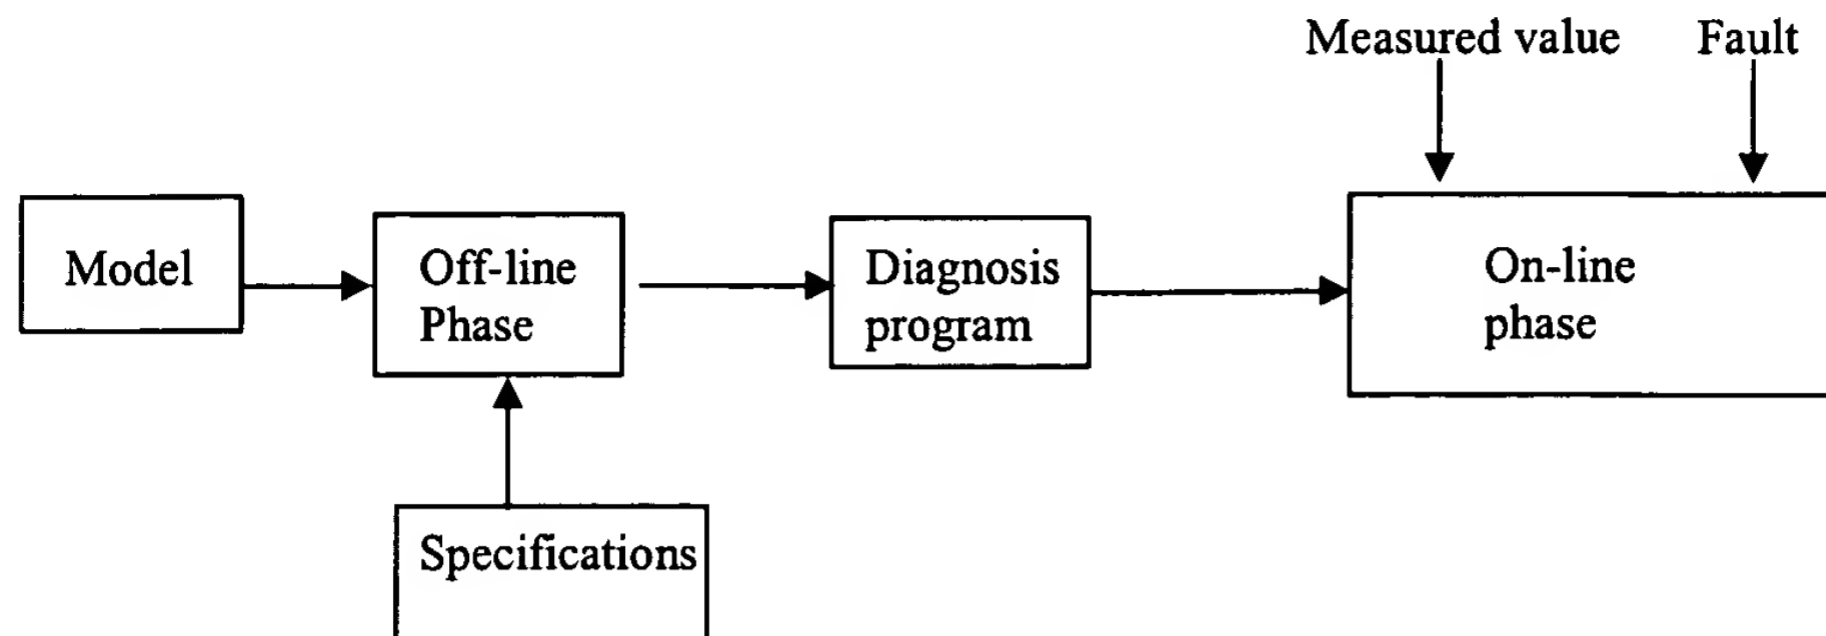 Measured value
Fault
Model
Off-line
Phase
Diagnosis
program
On-line
phase
Specifications